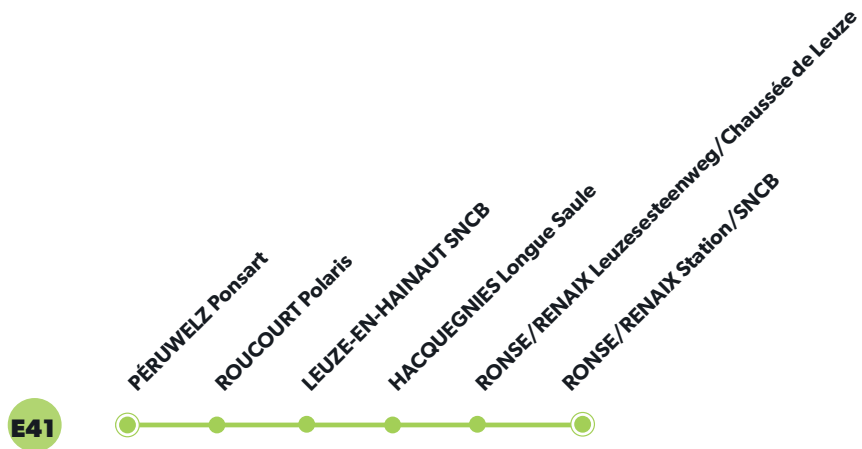 PÉRUWELZ Ponsart
ROUCOURT Polaris
LEUZE-EN-HAINAUT SNCB
HACQUEGNIES Longue Saule
RONSE/RENAIX Leuzesesteenweg/Chaussée de Leuze
RONSE/RENAIX Station/SNCB
E41